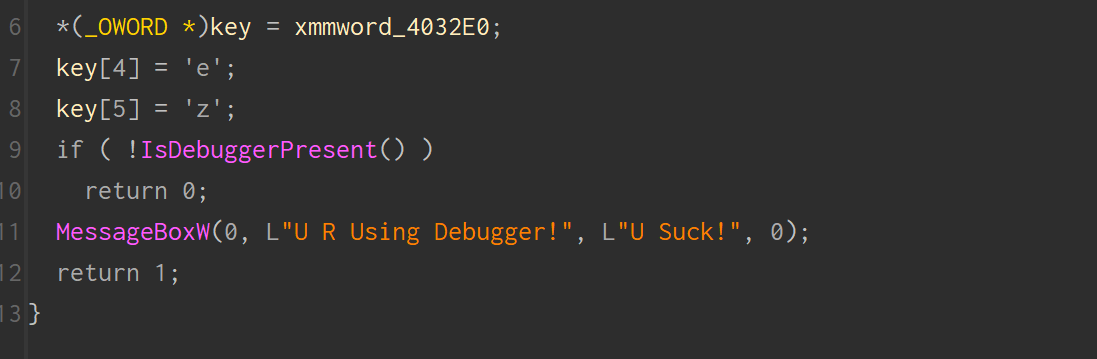 6 *(_OWORD *)key = xmmword_4032E0;
7 key[4] = 'e';
8 key[5] = 'z';
9 if ( !IsDebuggerPresent() )
10 return 0;
11 MessageBoxW(0, L"U R Using Debugger!", L"U Suck!", 0);
12 return 1;
13 }